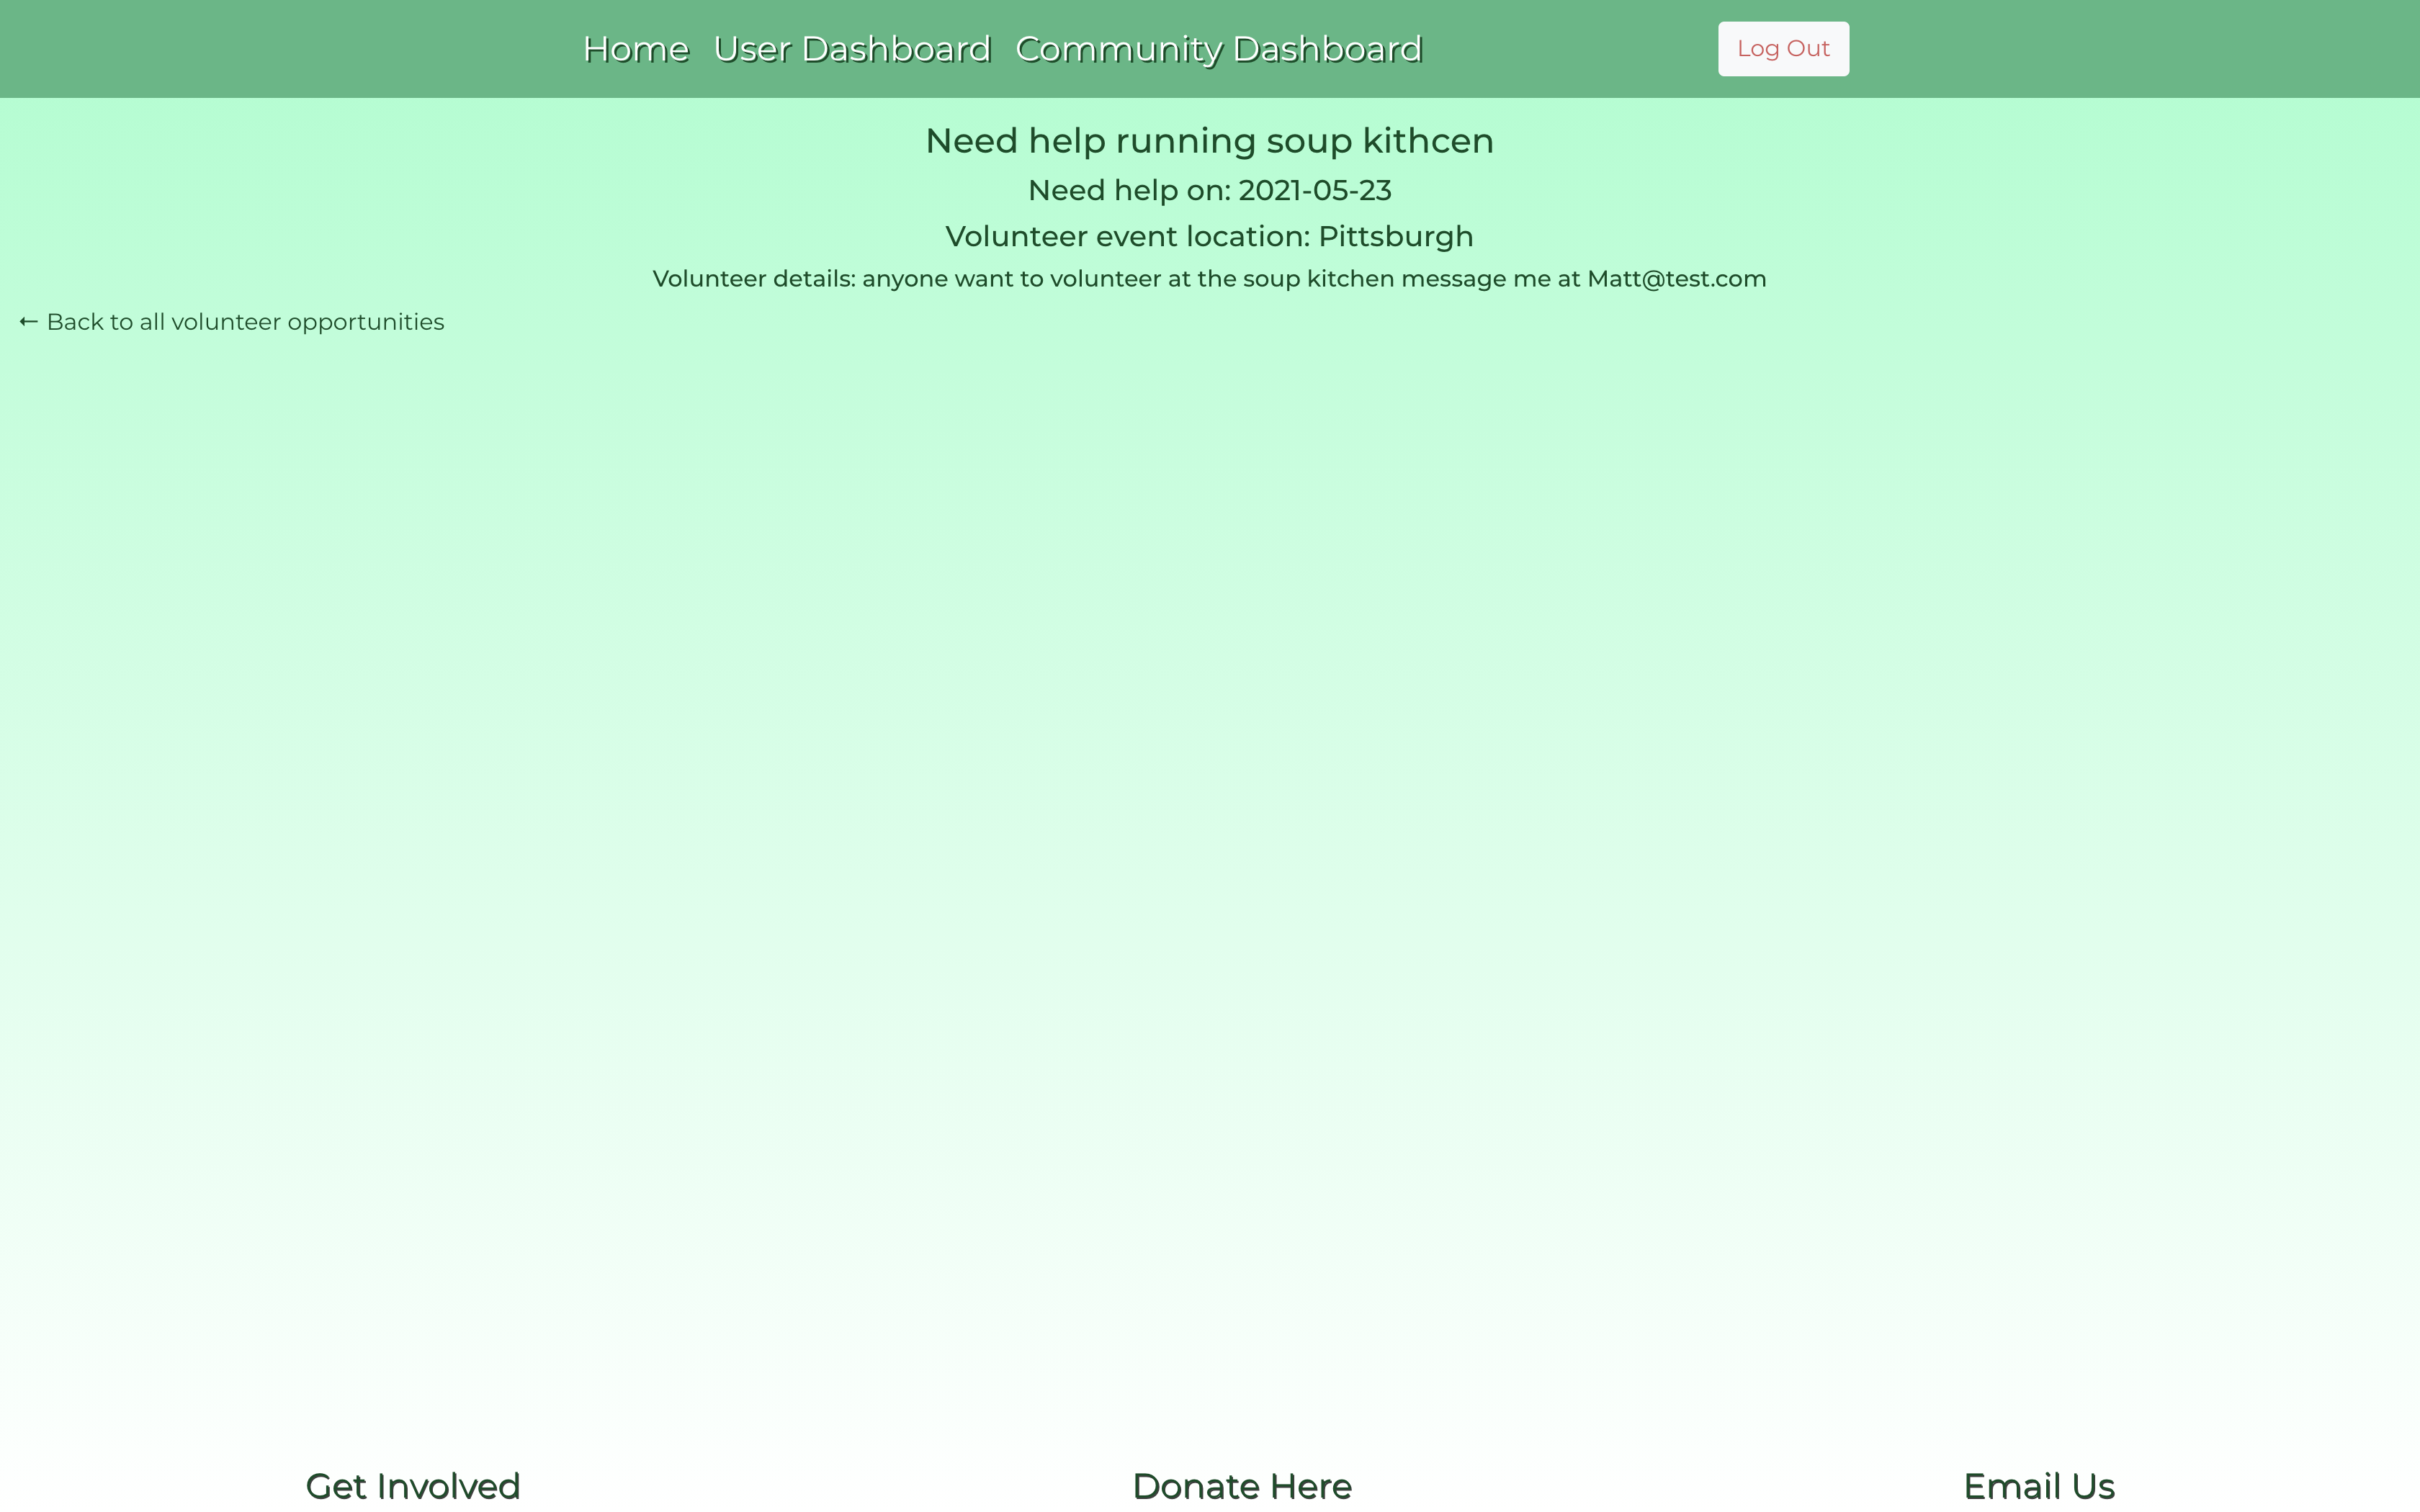 Home User Dashboard Community Dashboard Log Out
Need help running soup kithcen
Need help on: 2021-05-23
Volunteer event location: Pittsburgh
Volunteer details: anyone want to volunteer at the soup kitchen message me at Matt@test.com
← Back to all volunteer opportunities
Get Involved Donate Here Email Us